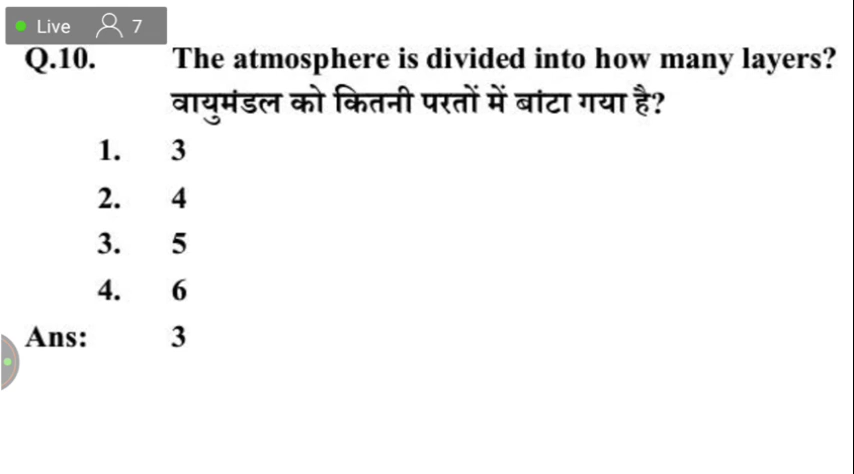 Live 7
Q.10. The atmosphere is divided into how many layers?
वायुमंडल को कितनी परतों में बांटा गया है?
1. 3
2. 4
3. 5
4. 6
Ans: 3